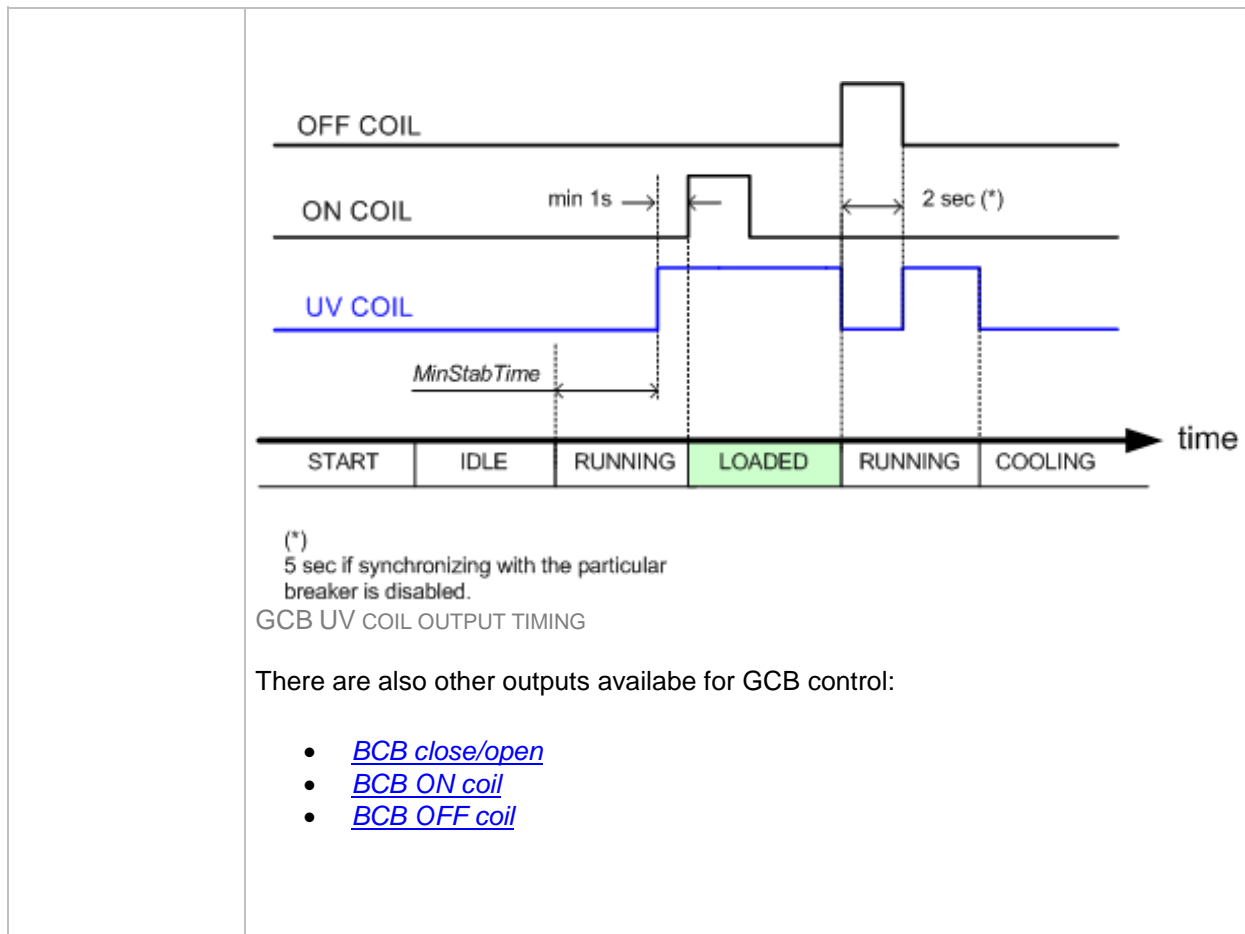 OFF COIL
ON COIL
min 1s
2 sec (*)
UV COIL
MinStabTime
time
START
IDLE
RUNNING
LOADED
RUNNING
COOLING
(*)
5 sec if synchronizing with the particular
breaker is disabled.
GCB UV COIL OUTPUT TIMING
There are also other outputs availabe for GCB control:
• BCB close/open
• BCB ON coil
• BCB OFF coil